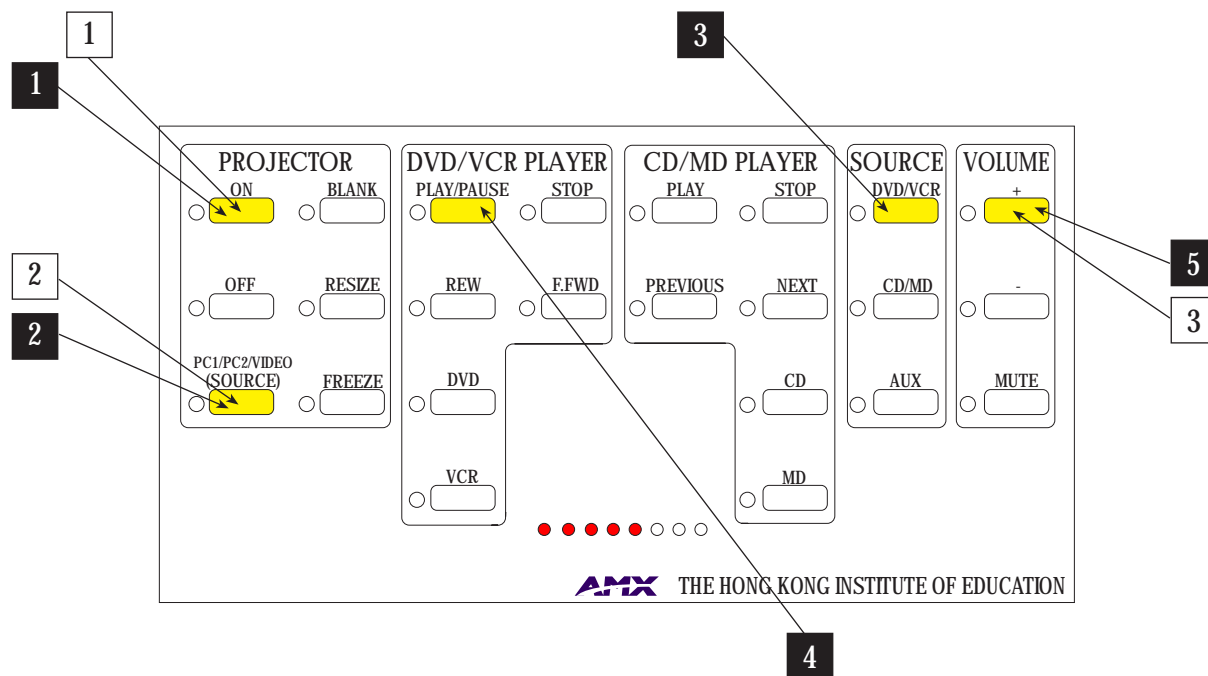 1
3
1
PROJECTOR
DVD/VCR PLAYER
CD/MD PLAYER
SOURCE
VOLUME
ON
BLANK
PLAY/PAUSE
STOP
PLAY
STOP
DVD/VCR
+
5
2
OFF
RESIZE
REW
F.FWD
PREVIOUS
NEXT
CD/MD
-
3
2
PC1/PC2/VIDEO
(SOURCE)
FREEZE
DVD
CD
AUX
MUTE
VCR
MD
AMX THE HONG KONG INSTITUTE OF EDUCATION
4